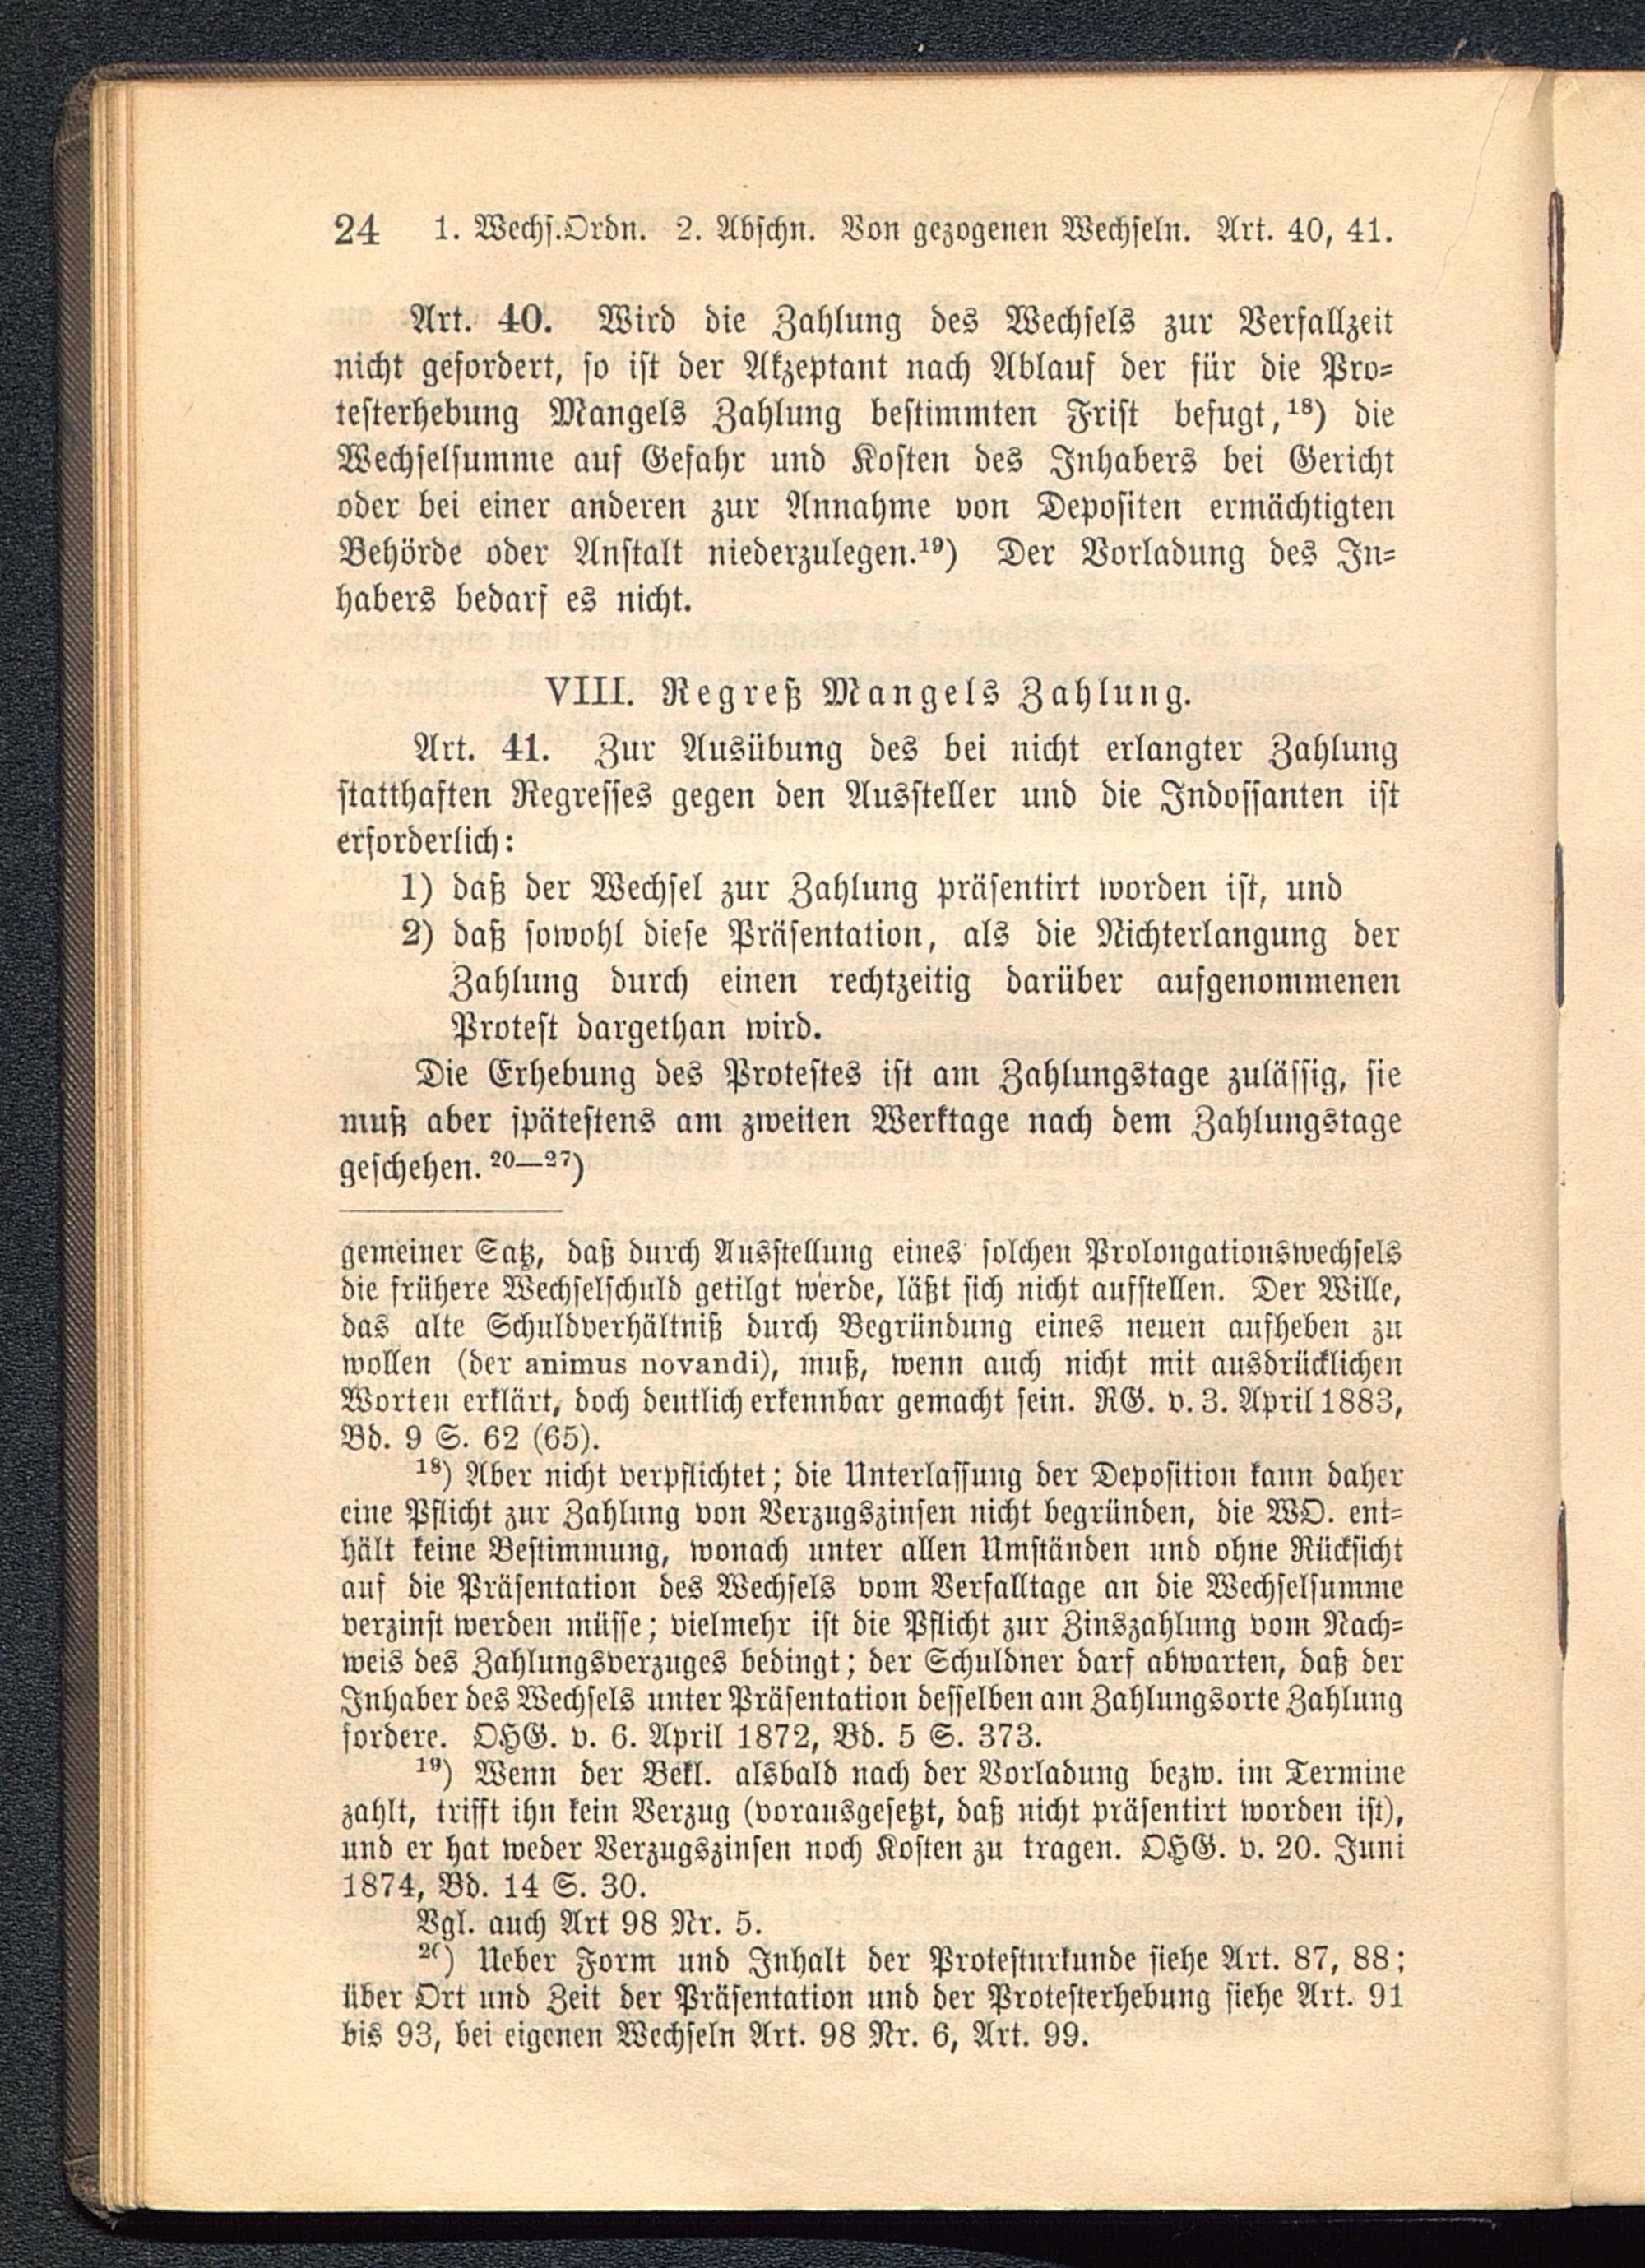 24 1. Wechs.Ordn. 2. Abschn. Von gezogenen Wechseln. Art. 40, 41.
Art. 40. Wird die Zahlung des Wechsels zur Verfallzeit
nicht gefordert, so ist der Akzeptant nach Ablauf der für die Pro-
testerhebung Mangels Zahlung bestimmten Frist befugt,¹⁸) die
Wechselsumme auf Gefahr und Kosten des Inhabers bei Gericht
oder bei einer anderen zur Annahme von Depositen ermächtigten
Behörde oder Anstalt niederzulegen.¹⁹) Der Vorladung des In-
habers bedarf es nicht.
VIII. Regreß Mangels Zahlung.
Art. 41. Zur Ausübung des bei nicht erlangter Zahlung
statthaften Regresses gegen den Aussteller und die Indossanten ist
erforderlich:
1) daß der Wechsel zur Zahlung präsentirt worden ist, und
2) daß sowohl diese Präsentation, als die Nichterlangung der
Zahlung durch einen rechtzeitig darüber aufgenommenen
Protest dargethan wird.
Die Erhebung des Protestes ist am Zahlungstage zulässig, sie
muß aber spätestens am zweiten Werktage nach dem Zahlungstage
geschehen.²⁰—²⁷)
gemeiner Satz, daß durch Ausstellung eines solchen Prolongationswechsels
die frühere Wechselschuld getilgt werde, läßt sich nicht aufstellen. Der Wille,
das alte Schuldverhältniß durch Begründung eines neuen aufheben zu
wollen (der animus novandi), muß, wenn auch nicht mit ausdrücklichen
Worten erklärt, doch deutlich erkennbar gemacht sein. RG. v. 3. April 1883,
Bd. 9 S. 62 (65).
¹⁸) Aber nicht verpflichtet; die Unterlassung der Deposition kann daher
eine Pflicht zur Zahlung von Verzugszinsen nicht begründen, die WO. ent-
hält keine Bestimmung, wonach unter allen Umständen und ohne Rücksicht
auf die Präsentation des Wechsels vom Verfalltage an die Wechselsumme
verzinst werden müsse; vielmehr ist die Pflicht zur Zinszahlung vom Nach-
weis des Zahlungsverzuges bedingt; der Schuldner darf abwarten, daß der
Inhaber des Wechsels unter Präsentation desselben am Zahlungsorte Zahlung
fordere. OHG. v. 6. April 1872, Bd. 5 S. 373.
¹⁹) Wenn der Bekl. alsbald nach der Vorladung bezw. im Termine
zahlt, trifft ihn kein Verzug (vorausgesetzt, daß nicht präsentirt worden ist),
und er hat weder Verzugszinsen noch Kosten zu tragen. OHG. v. 20. Juni
1874, Bd. 14 S. 30.
Vgl. auch Art 98 Nr. 5.
²⁰) Ueber Form und Inhalt der Protesturkunde siehe Art. 87, 88;
über Ort und Zeit der Präsentation und der Protesterhebung siehe Art. 91
bis 93, bei eigenen Wechseln Art. 98 Nr. 6, Art. 99.